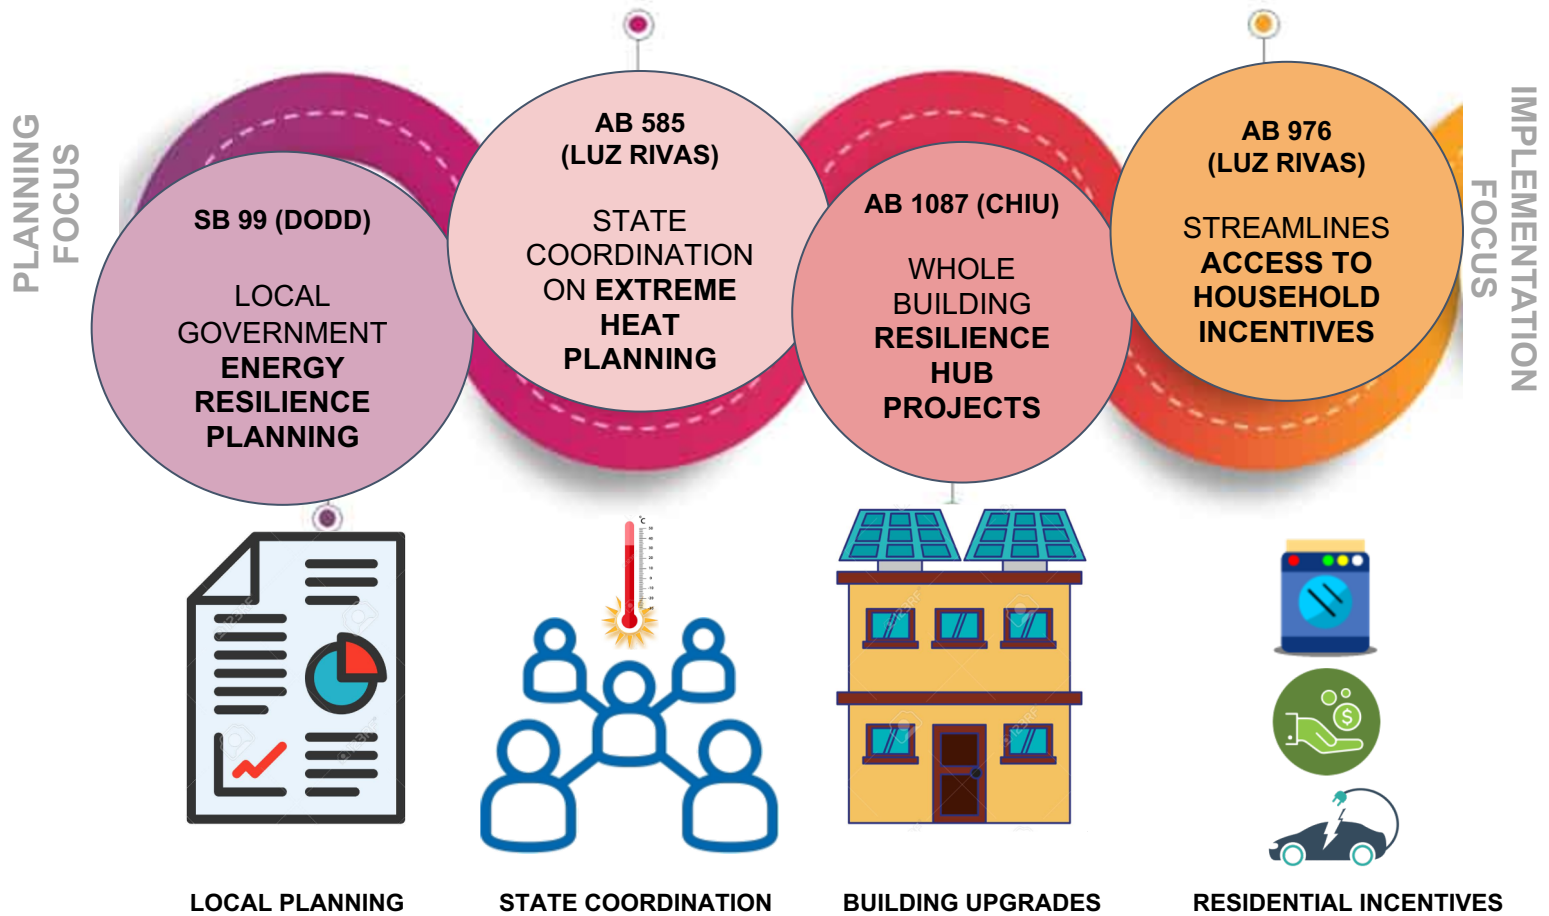 PLANNING
FOCUS
SB 99 (DODD)
LOCAL
GOVERNMENT
ENERGY
RESILIENCE
PLANNING
AB 585
(LUZ RIVAS)
STATE
COORDINATION
ON EXTREME
HEAT
PLANNING
AB 1087 (CHIU)
WHOLE
BUILDING
RESILIENCE
HUB
PROJECTS
AB 976
(LUZ RIVAS)
STREAMLINES
ACCESS TO
HOUSEHOLD
INCENTIVES
IMPLEMENTATION
FOCUS
°C
$
LOCAL PLANNING
STATE COORDINATION
BUILDING UPGRADES
RESIDENTIAL INCENTIVES